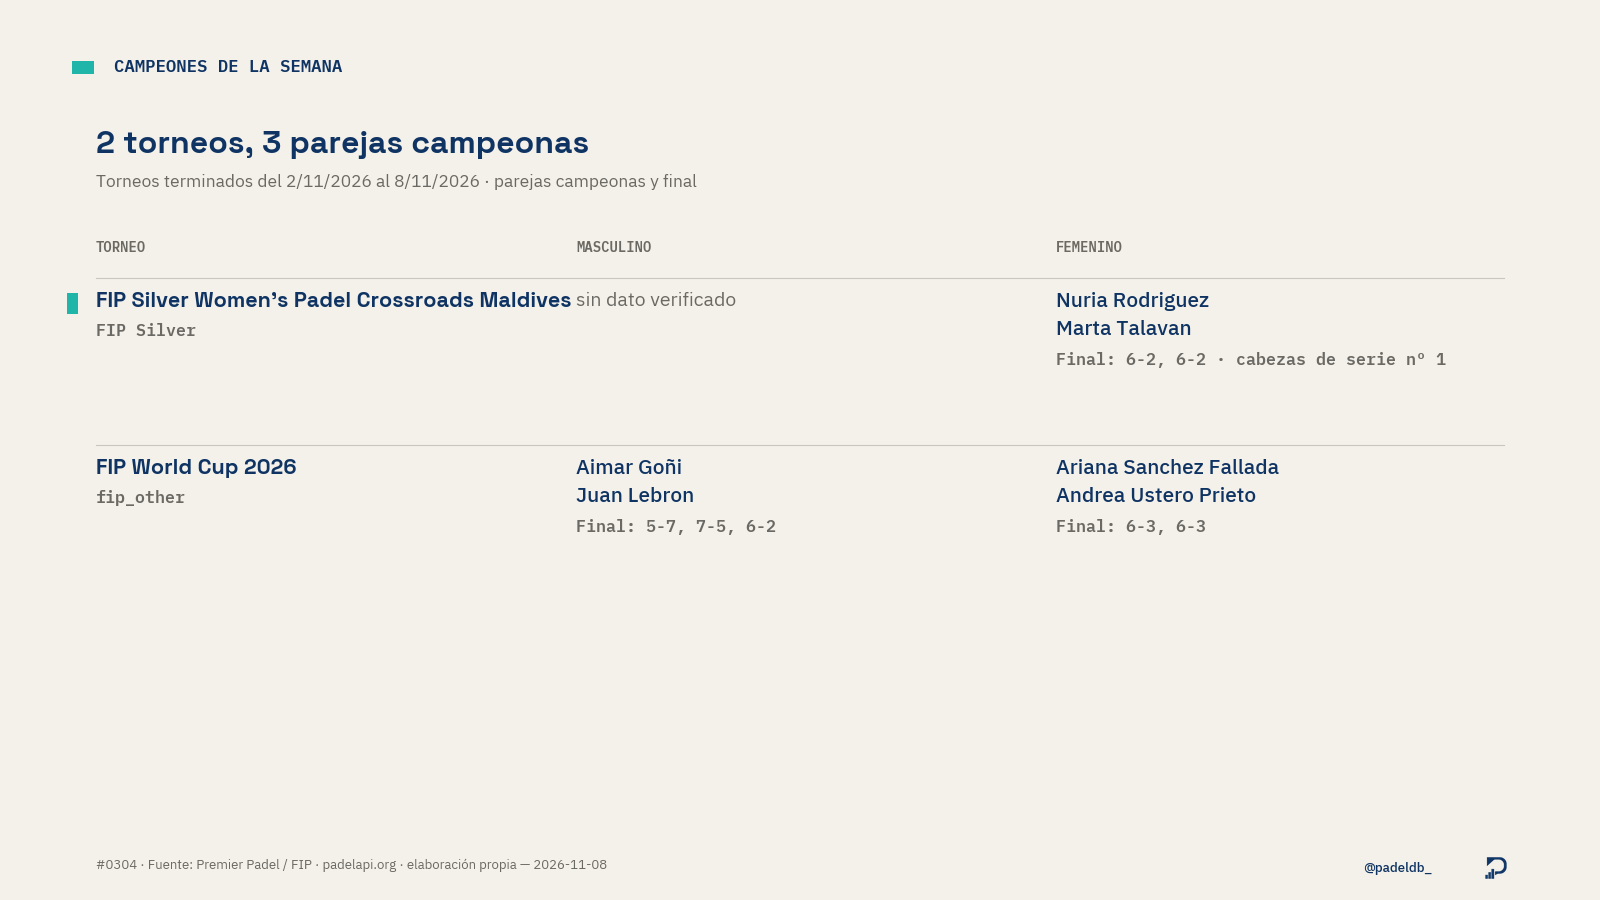 CAMPEONES DE LA SEMANA
2 torneos, 3 parejas campeonas
Torneos terminados del 2/11/2026 al 8/11/2026 · parejas campeonas y final
TORNEO MASCULINO FEMENINO
FIP Silver Women’s Padel Crossroads Maldives sin dato verificado Nuria Rodriguez
Marta Talavan
FIP Silver
Final: 6-2, 6-2 · cabezas de serie nº 1
FIP World Cup 2026 Aimar Goñi Ariana Sanchez Fallada
Juan Lebron Andrea Ustero Prieto
fip_other
Final: 5-7, 7-5, 6-2 Final: 6-3, 6-3
#0304 · Fuente: Premier Padel / FIP · padelapi.org · elaboración propia — 2026-11-08
@padeldb_